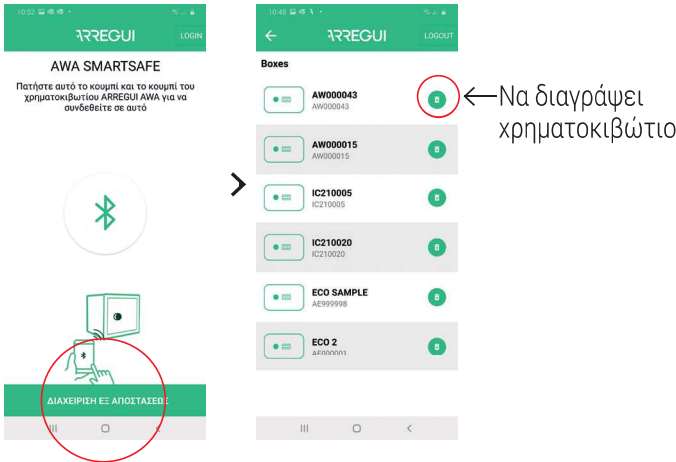 10:52
ARREGUI
LOGIN
AWA SMARTSAFE
Πατήστε αυτό το κουμπί και το κουμπί του
χρηματοκιβωτίου ARREGUI AWA για να
συνδεθείτε σε αυτό
ΔΙΑΧΕΙΡΙΣΗ ΕΞ ΑΠΟΣΤΑΣΕΩΣ
10:48
ARREGUI
LOGOUT
Boxes
AW000043
AW000043
AW000015
AW000015
IC210005
IC210005
IC210020
IC210020
ECO SAMPLE
AE999998
ECO 2
AE000001
Να διαγράψει
χρηματοκιβώτιο